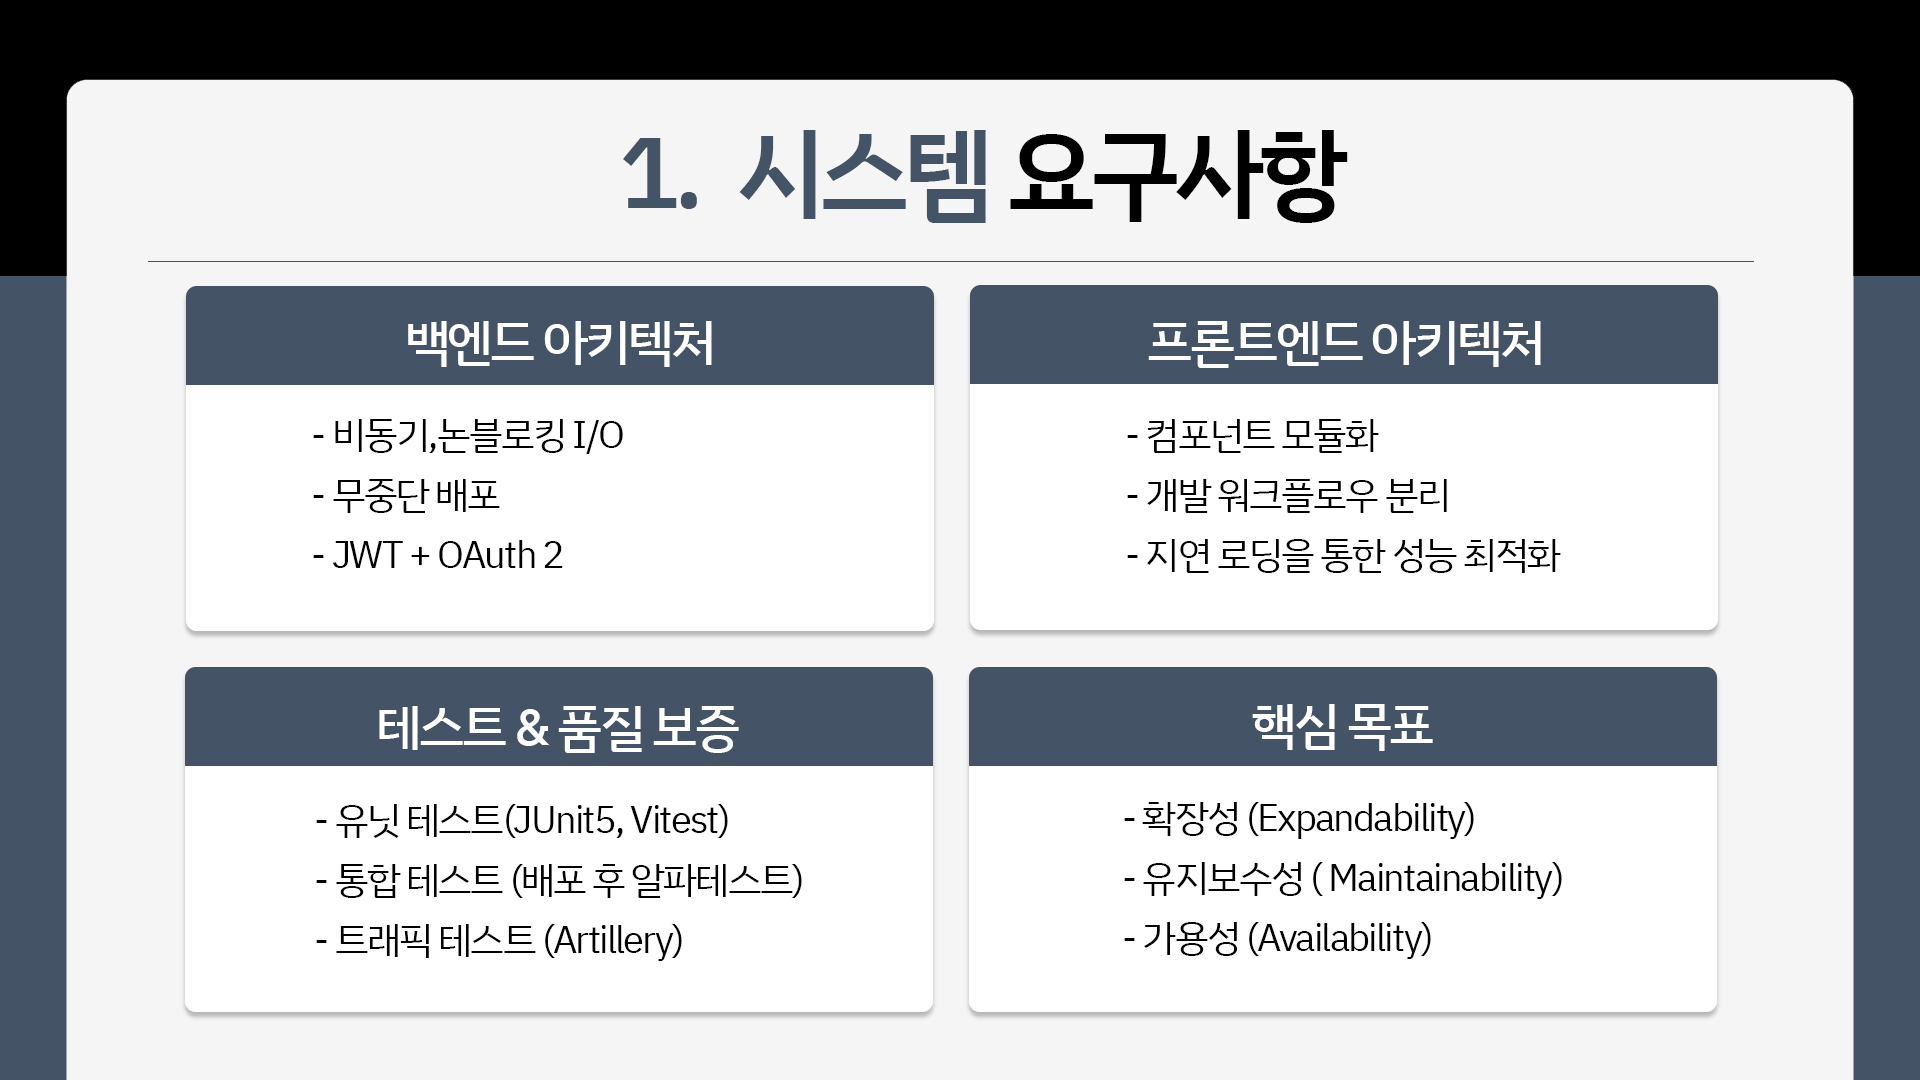 1. 시스템 요구사항
백엔드 아키텍처
- 비동기,논블로킹 I/O
- 무중단 배포
- JWT + OAuth 2
프론트엔드 아키텍처
- 컴포넌트 모듈화
- 개발 워크플로우 분리
- 지연 로딩을 통한 성능 최적화
테스트 & 품질 보증
- 유닛 테스트(JUnit5, Vitest)
- 통합 테스트 (배포 후 알파테스트)
- 트래픽 테스트 (Artillery)
핵심 목표
- 확장성 (Expandability)
- 유지보수성 ( Maintainability)
- 가용성 (Availability)